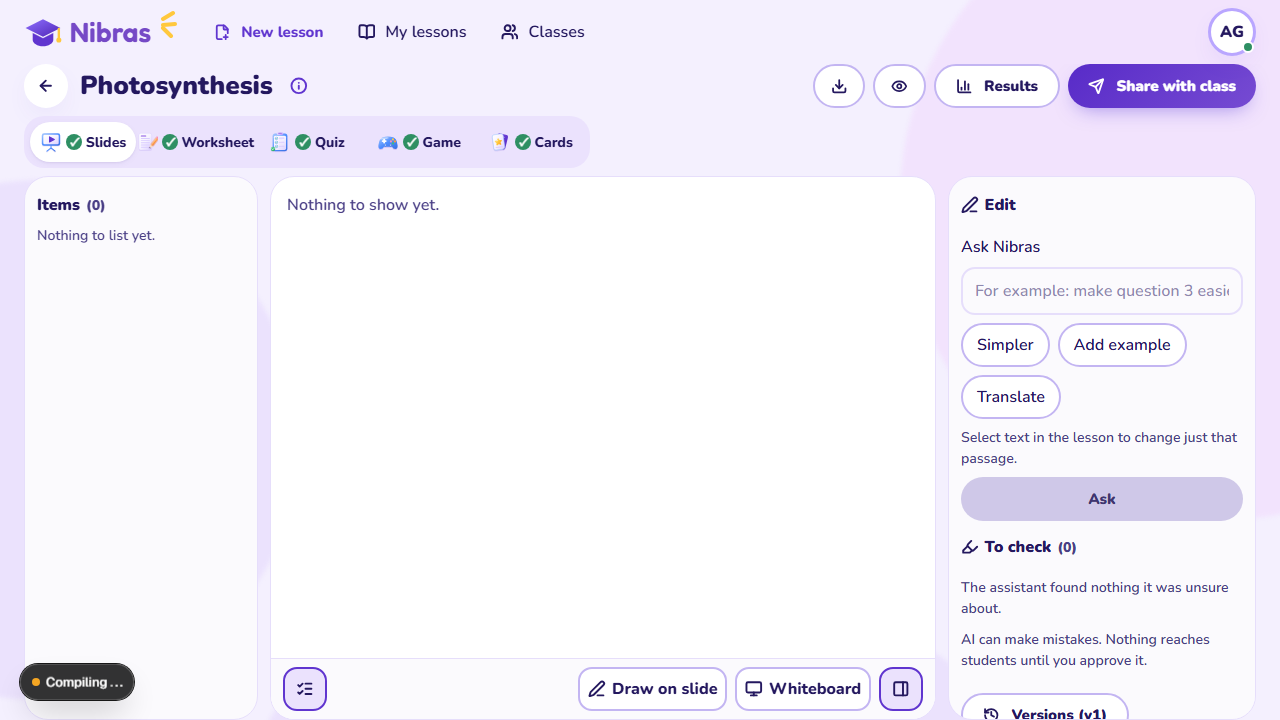 Nibras
New lesson
My lessons
Classes
AG
Photosynthesis
Results
Share with class
Slides
Worksheet
Quiz
Game
Cards
Items (0)
Nothing to list yet.
Nothing to show yet.
Edit
Ask Nibras
For example: make question 3 easi
Simpler
Add example
Translate
Select text in the lesson to change just that
passage.
Ask
To check (0)
The assistant found nothing it was unsure
about.
AI can make mistakes. Nothing reaches
students until you approve it.
Versions (v1)
Compiling ...
Draw on slide
Whiteboard